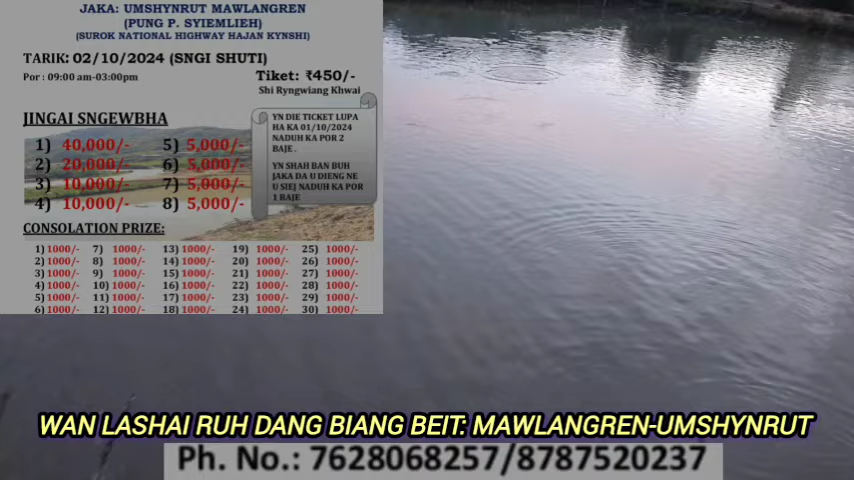 JAKA: UMSHYNRUT MAWLANGREN
(PUNG P. SYIEMLIEH)
(SUROK NATIONAL HIGHWAY HAJAN KYNSHI)
TARIK: 02/10/2024 (SNGI SHUTI)
Por : 09:00 am-03:00pm
Tiket: ₹450/-
Shi Ryngwiang Khwai
JINGAI SNGEWBHA
1) 40,000/- 5) 5,000/-
2) 20,000/- 6) 5,000/-
3) 10,000/- 7) 5,000/-
4) 10,000/- 8) 5,000/-
YN DIE TICKET LUPA
HA KA 01/10/2024
NADUH KA POR 2
BAJE .
YN SHAH BAN BUH
JAKA DA U DIENG NE
U SIEJ NADUH KA POR
1 BAJE
CONSOLATION PRIZE:
1) 1000/- 7) 1000/- 13) 1000/- 19) 1000/- 25) 1000/-
2) 1000/- 8) 1000/- 14) 1000/- 20) 1000/- 26) 1000/-
3) 1000/- 9) 1000/- 15) 1000/- 21) 1000/- 27) 1000/-
4) 1000/- 10) 1000/- 16) 1000/- 22) 1000/- 28) 1000/-
5) 1000/- 11) 1000/- 17) 1000/- 23) 1000/- 29) 1000/-
6) 1000/- 12) 1000/- 18) 1000/- 24) 1000/- 30) 1000/-
WAN LASHAI RUH DANG BIANG BEIT: MAWLANGREN-UMSHYNRUT
Ph. No.: 7628068257/8787520237